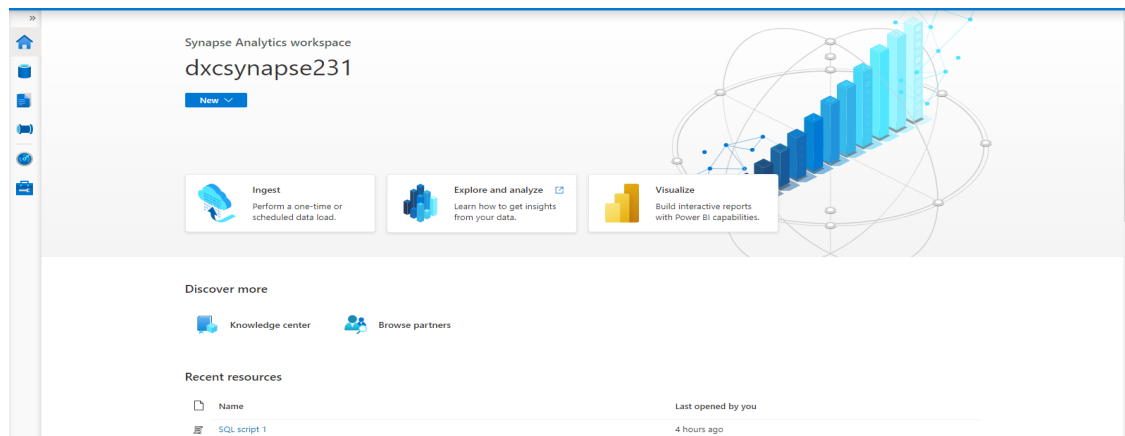 »
Synapse Analytics workspace
dxcsynapse231
New
Ingest
Perform a one-time or
scheduled data load.
Explore and analyze
Learn how to get insights
from your data.
Visualize
Build interactive reports
with Power BI capabilities.
Discover more
Knowledge center
Browse partners
Recent resources
Name
Last opened by you
SQL script 1
4 hours ago